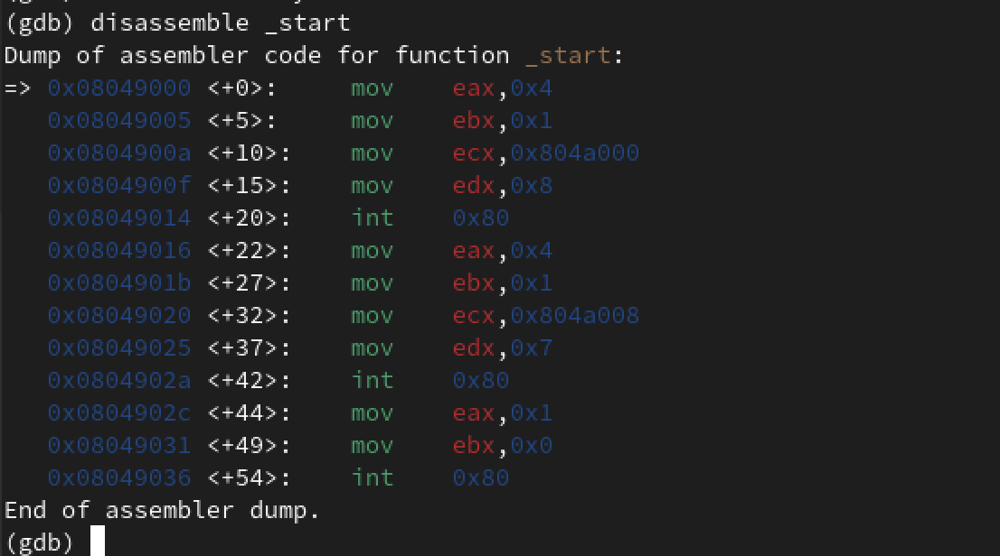 (gdb) disassemble _start
Dump of assembler code for function _start:
=> 0x08049000 <+0>:     mov    eax,0x4
   0x08049005 <+5>:     mov    ebx,0x1
   0x0804900a <+10>:    mov    ecx,0x804a000
   0x0804900f <+15>:    mov    edx,0x8
   0x08049014 <+20>:    int    0x80
   0x08049016 <+22>:    mov    eax,0x4
   0x0804901b <+27>:    mov    ebx,0x1
   0x08049020 <+32>:    mov    ecx,0x804a008
   0x08049025 <+37>:    mov    edx,0x7
   0x0804902a <+42>:    int    0x80
   0x0804902c <+44>:    mov    eax,0x1
   0x08049031 <+49>:    mov    ebx,0x0
   0x08049036 <+54>:    int    0x80
End of assembler dump.
(gdb)